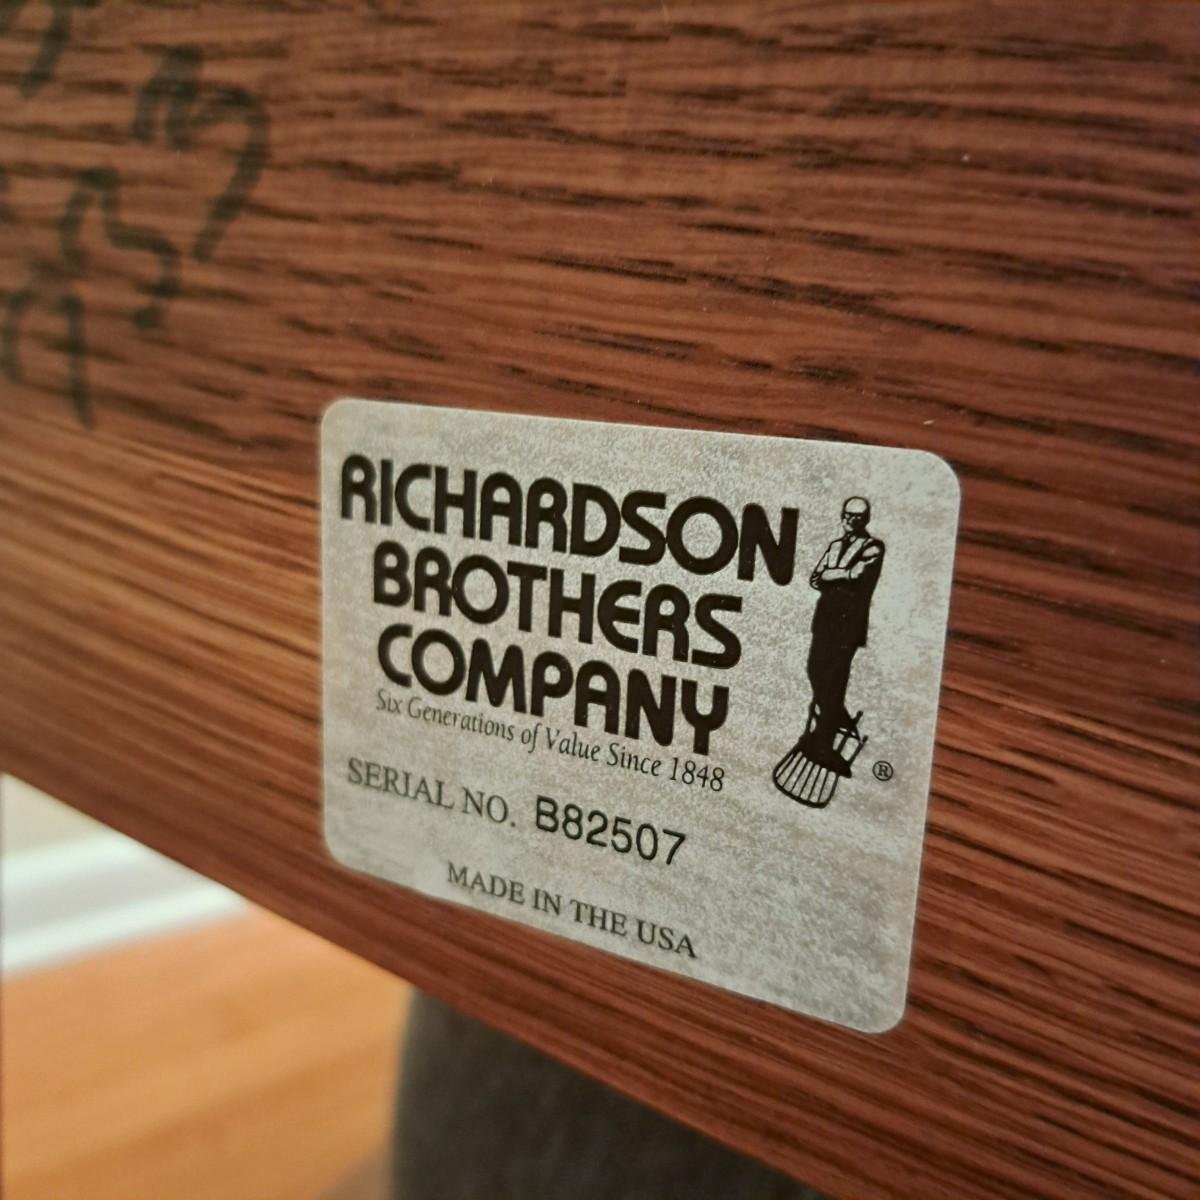 RICHARDSON
BROTHERS
COMPANY
Six Generations of Value Since 1848
®
SERIAL NO. B82507
MADE IN THE USA